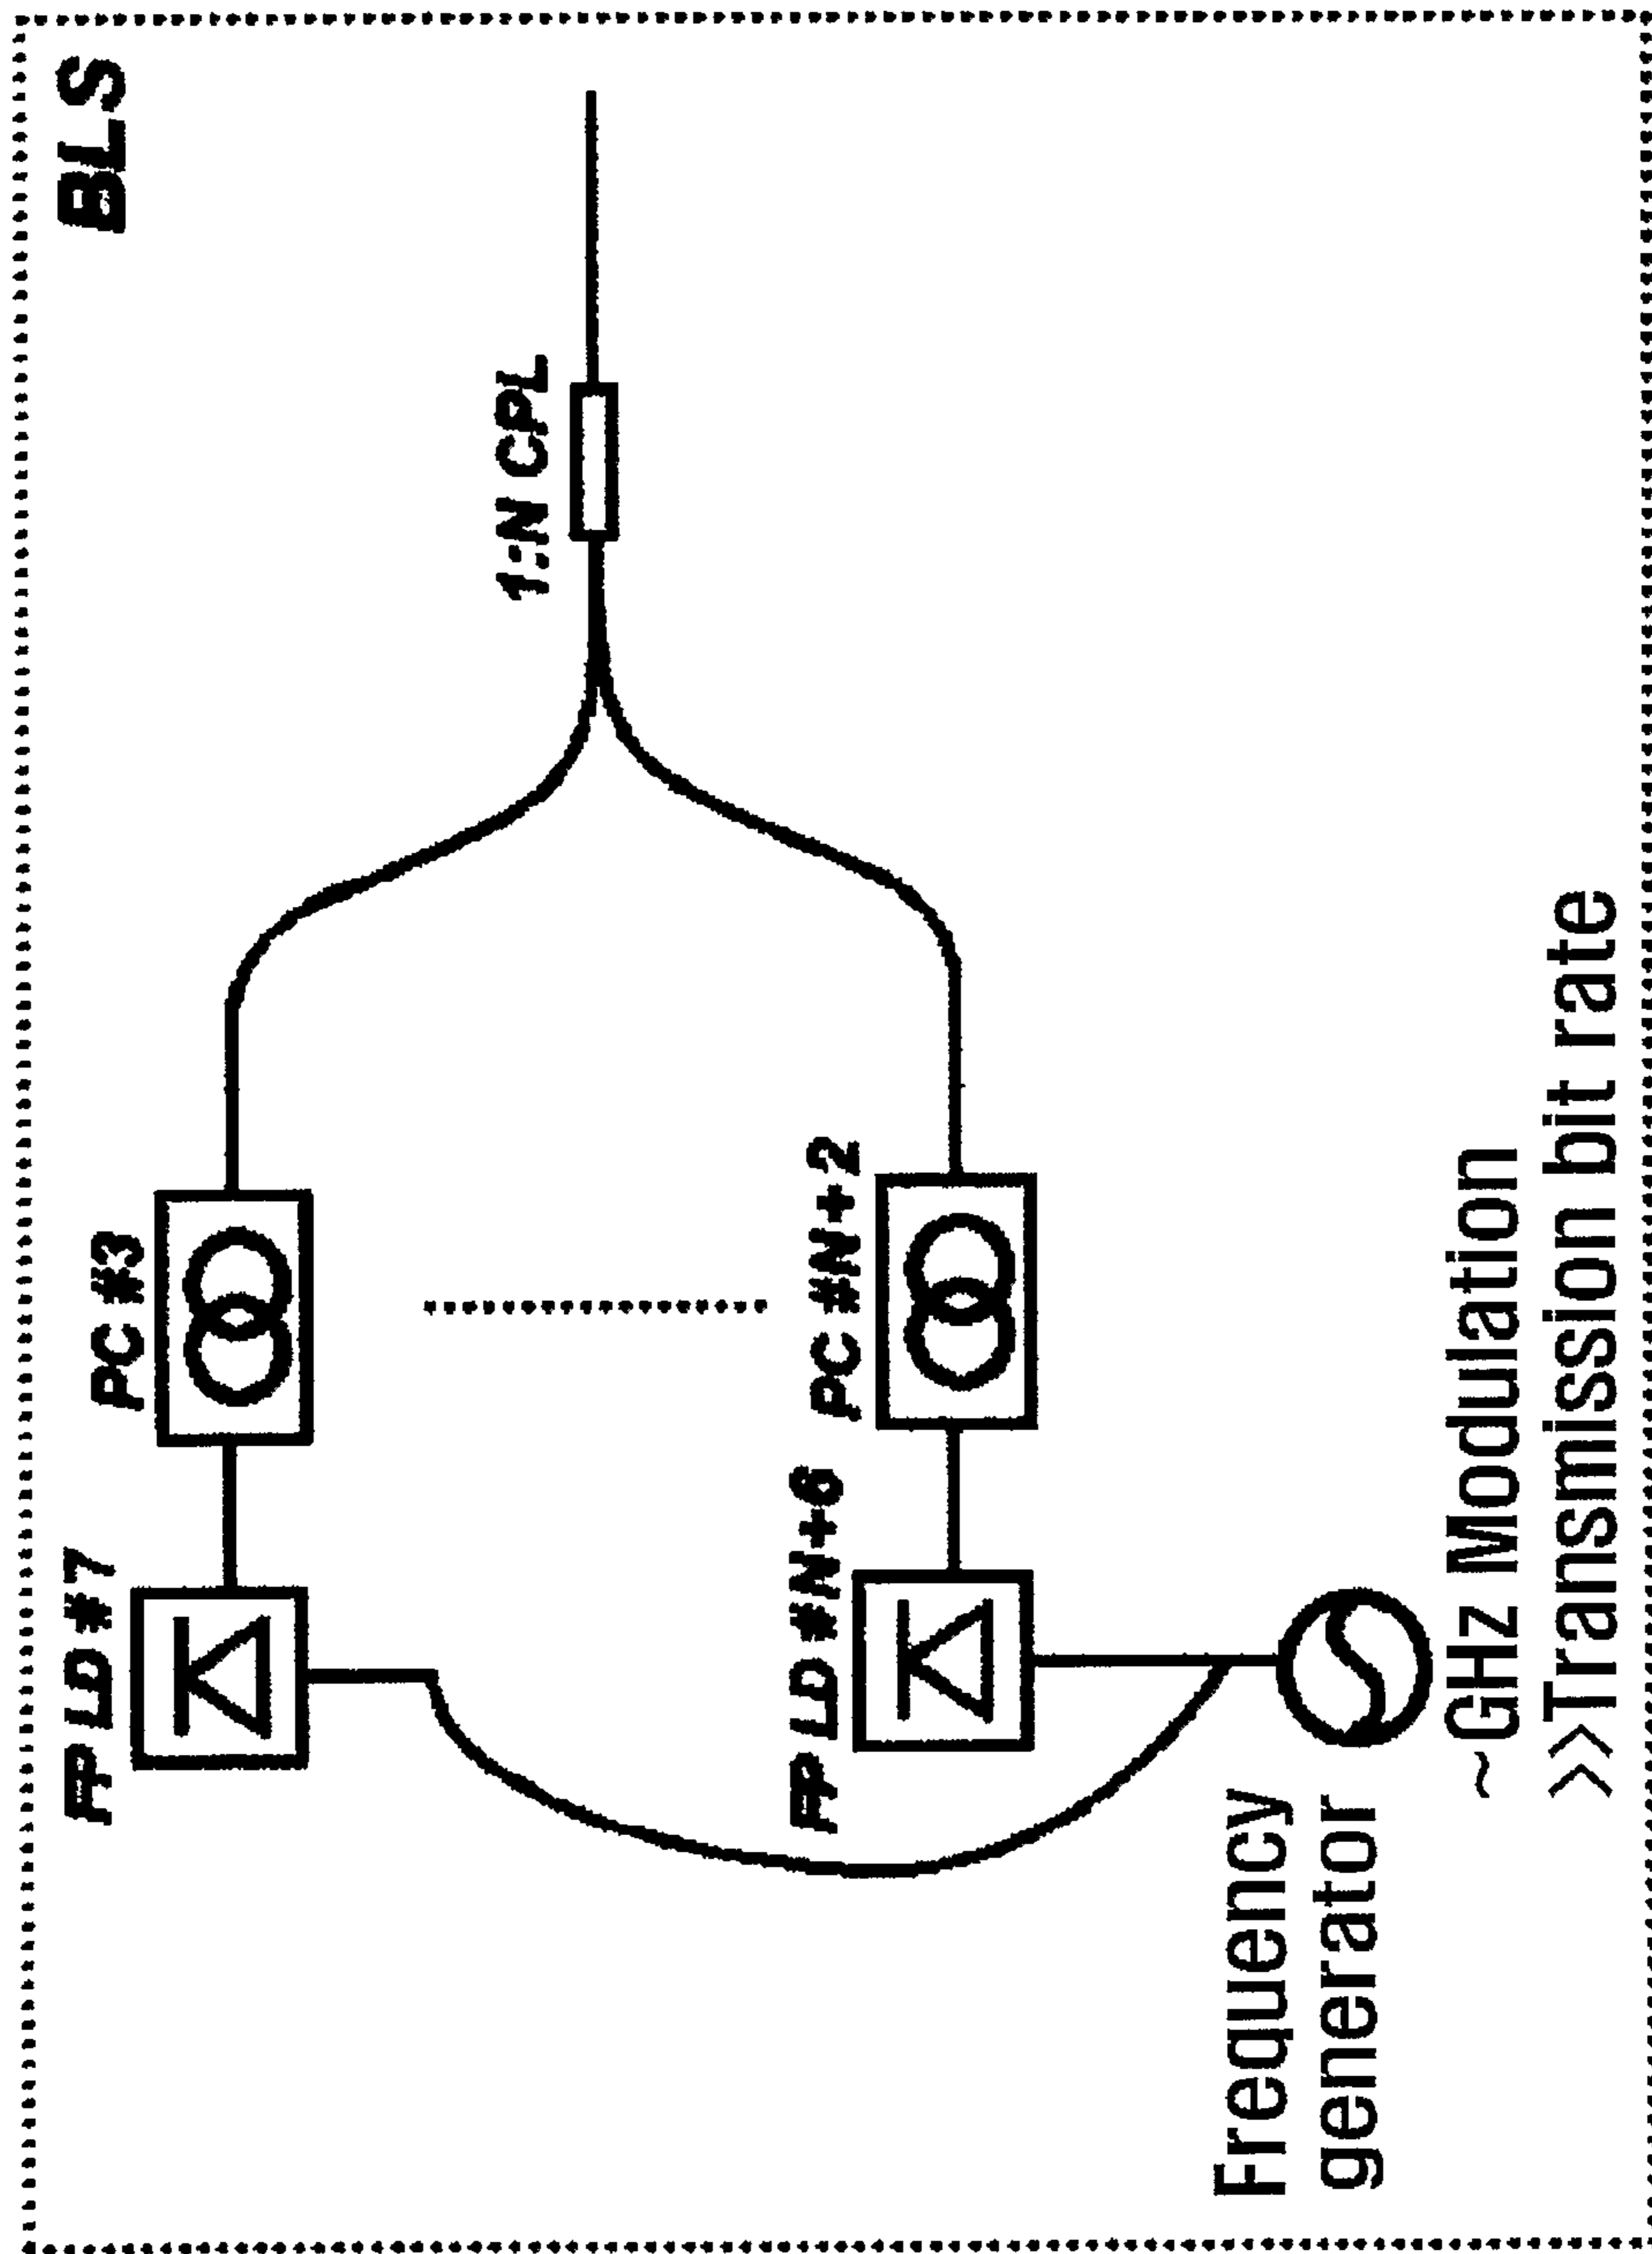 BLS
FP LD #7
PC #3
1:N CPL
FP LD #N+6
PC #N+2
Frequency
generator
~GHz Modulation
>>Transmission bit rate